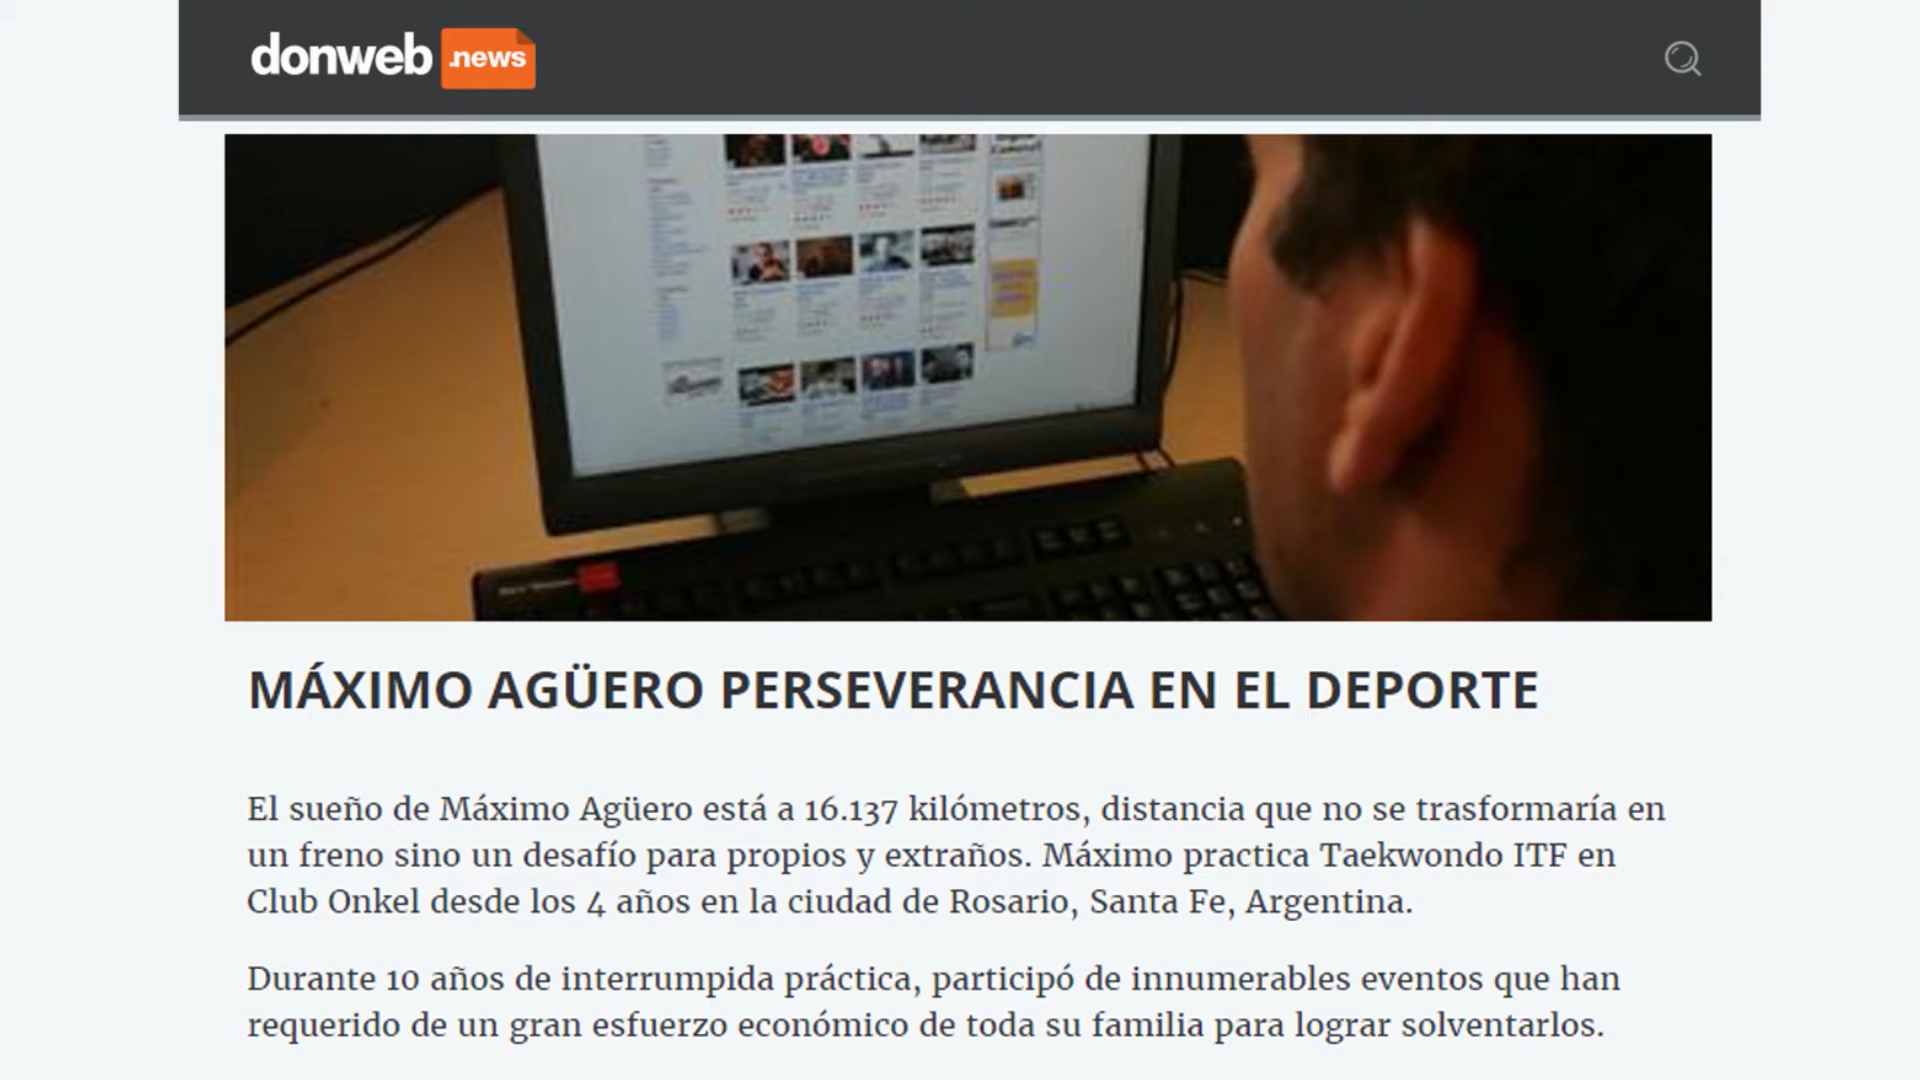 donweb .news
MÁXIMO AGÜERO PERSEVERANCIA EN EL DEPORTE
El sueño de Máximo Agüero está a 16.137 kilómetros, distancia que no se trasformaría en
un freno sino un desafío para propios y extraños. Máximo practica Taekwondo ITF en
Club Onkel desde los 4 años en la ciudad de Rosario, Santa Fe, Argentina.
Durante 10 años de interrumpida práctica, participó de innumerables eventos que han
requerido de un gran esfuerzo económico de toda su familia para lograr solventarlos.